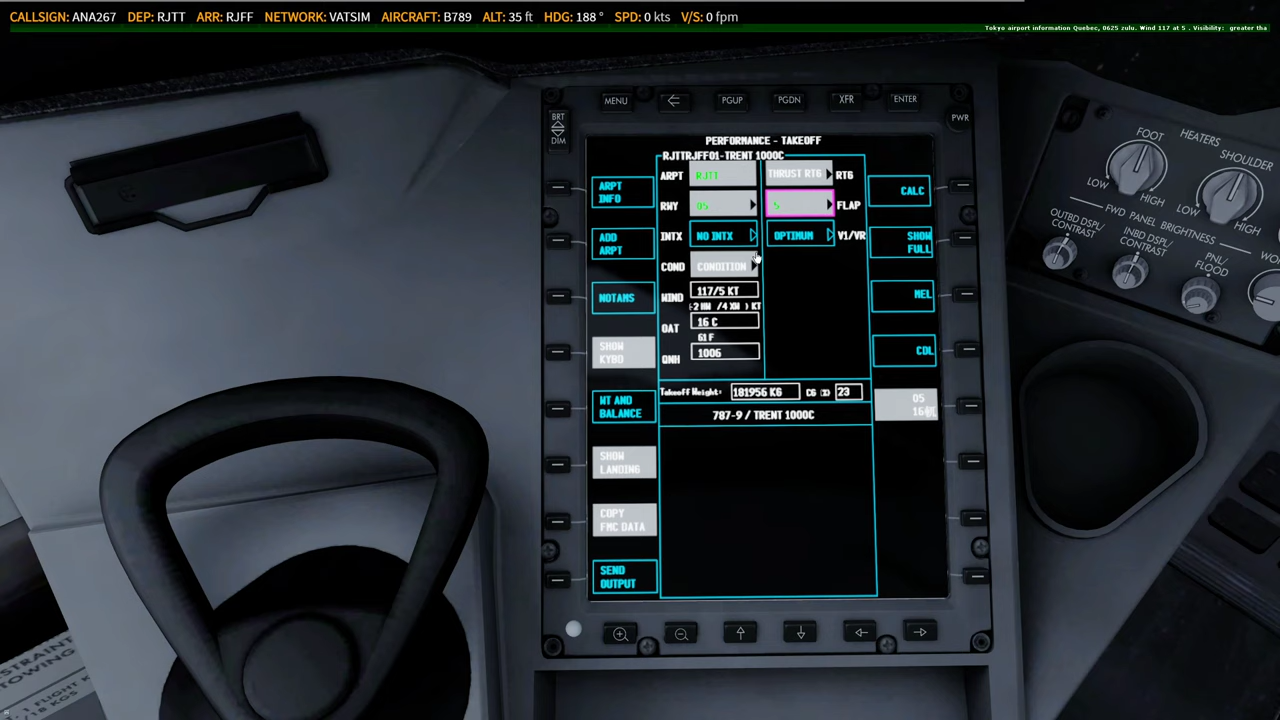 CALLSIGN: ANA267 DEP: RJTT ARR: RJFF NETWORK: VATSIM AIRCRAFT: B789 ALT: 35 ft HDG: 188 ° SPD: 0 kts V/S: 0 fpm
Tokyo airport information Quebec, 0625 zulu. Wind 117 at 5 . Visibility: greater tha
MENU PGUP PGDN XFR ENTER
BRT
DIM
PWR
PERFORMANCE - TAKEOFF
RJTTRJFF01-TRENT 1000C
ARPT INFO
ADD ARPT
NOTAMS
SHOW KYBD
WT AND BALANCE
SHOW LANDING
COPY FMC DATA
SEND OUTPUT
ARPT RJTT
RWY 05
INTX NO INTX
COND CONDITION
WIND 117/5 KT
OAT 16 C
61 F
QNH 1006
THRUST RTG RTG
5 FLAP
OPTIMUM V1/VR
Takeoff Weight: 181956 KG CG (%) 23
787-9 / TRENT 1000C
CALC
SHOW FULL
MEL
CDL
05
FOOT
HEATERS
SHOULDER
LOW HIGH
LOW HIGH
FWD PANEL BRIGHTNESS
OUTBD DSPL/
CONTRAST
INBD DSPL/
CONTRAST
PNL/
FLOOD
TOWING